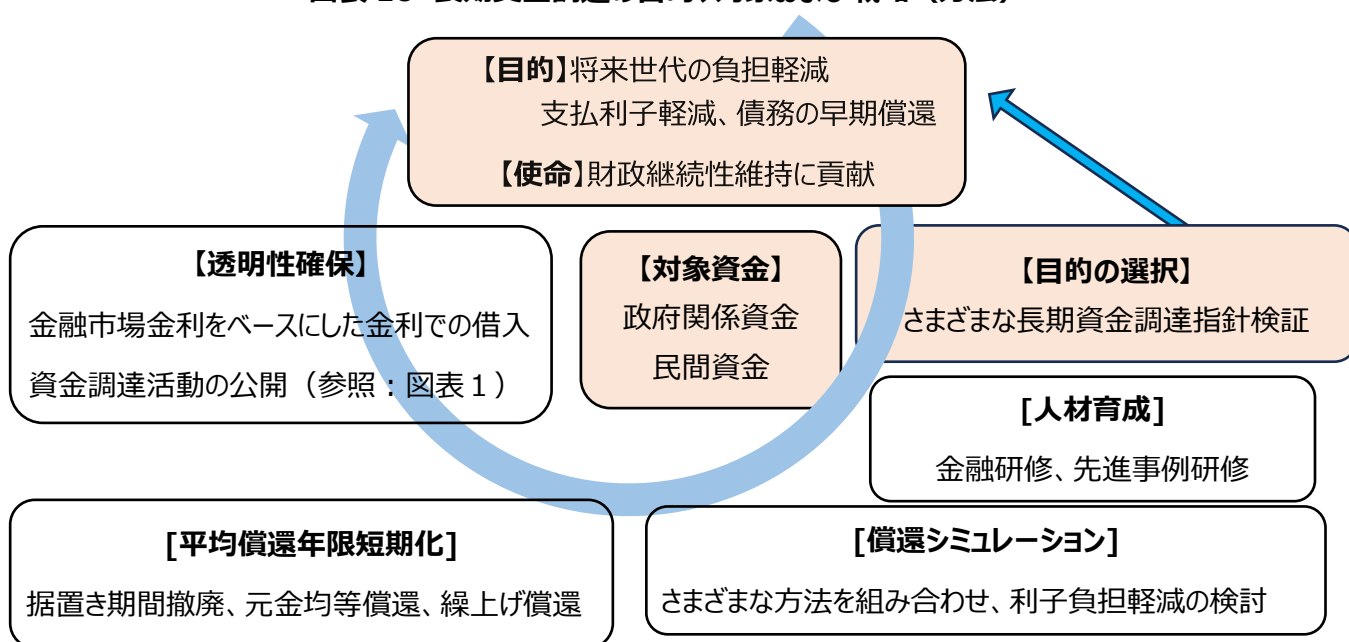 【目的】将来世代の負担軽減
支払利子軽減、債務の早期償還
【使命】財政継続性維持に貢献
【透明性確保】
金融市場金利をベースにした金利での借入
資金調達活動の公開（参照：図表１）
【対象資金】
政府関係資金
民間資金
【目的の選択】
さまざまな長期資金調達指針検証
[人材育成]
金融研修、先進事例研修
[平均償還年限短期化]
据置き期間撤廃、元金均等償還、繰上げ償還
[償還シミュレーション]
さまざまな方法を組み合わせ、利子負担軽減の検討